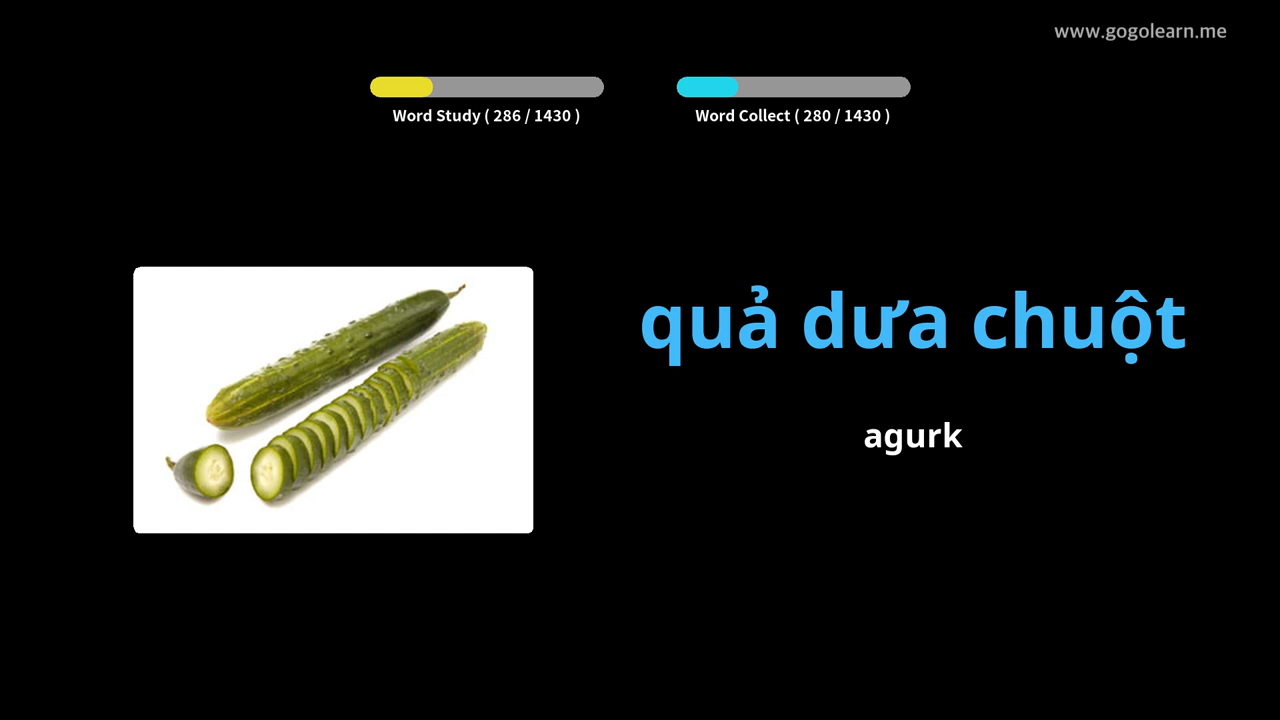 www.gogolearn.me
Word Study ( 286 / 1430 )
Word Collect ( 280 / 1430 )
quả dưa chuột
agurk